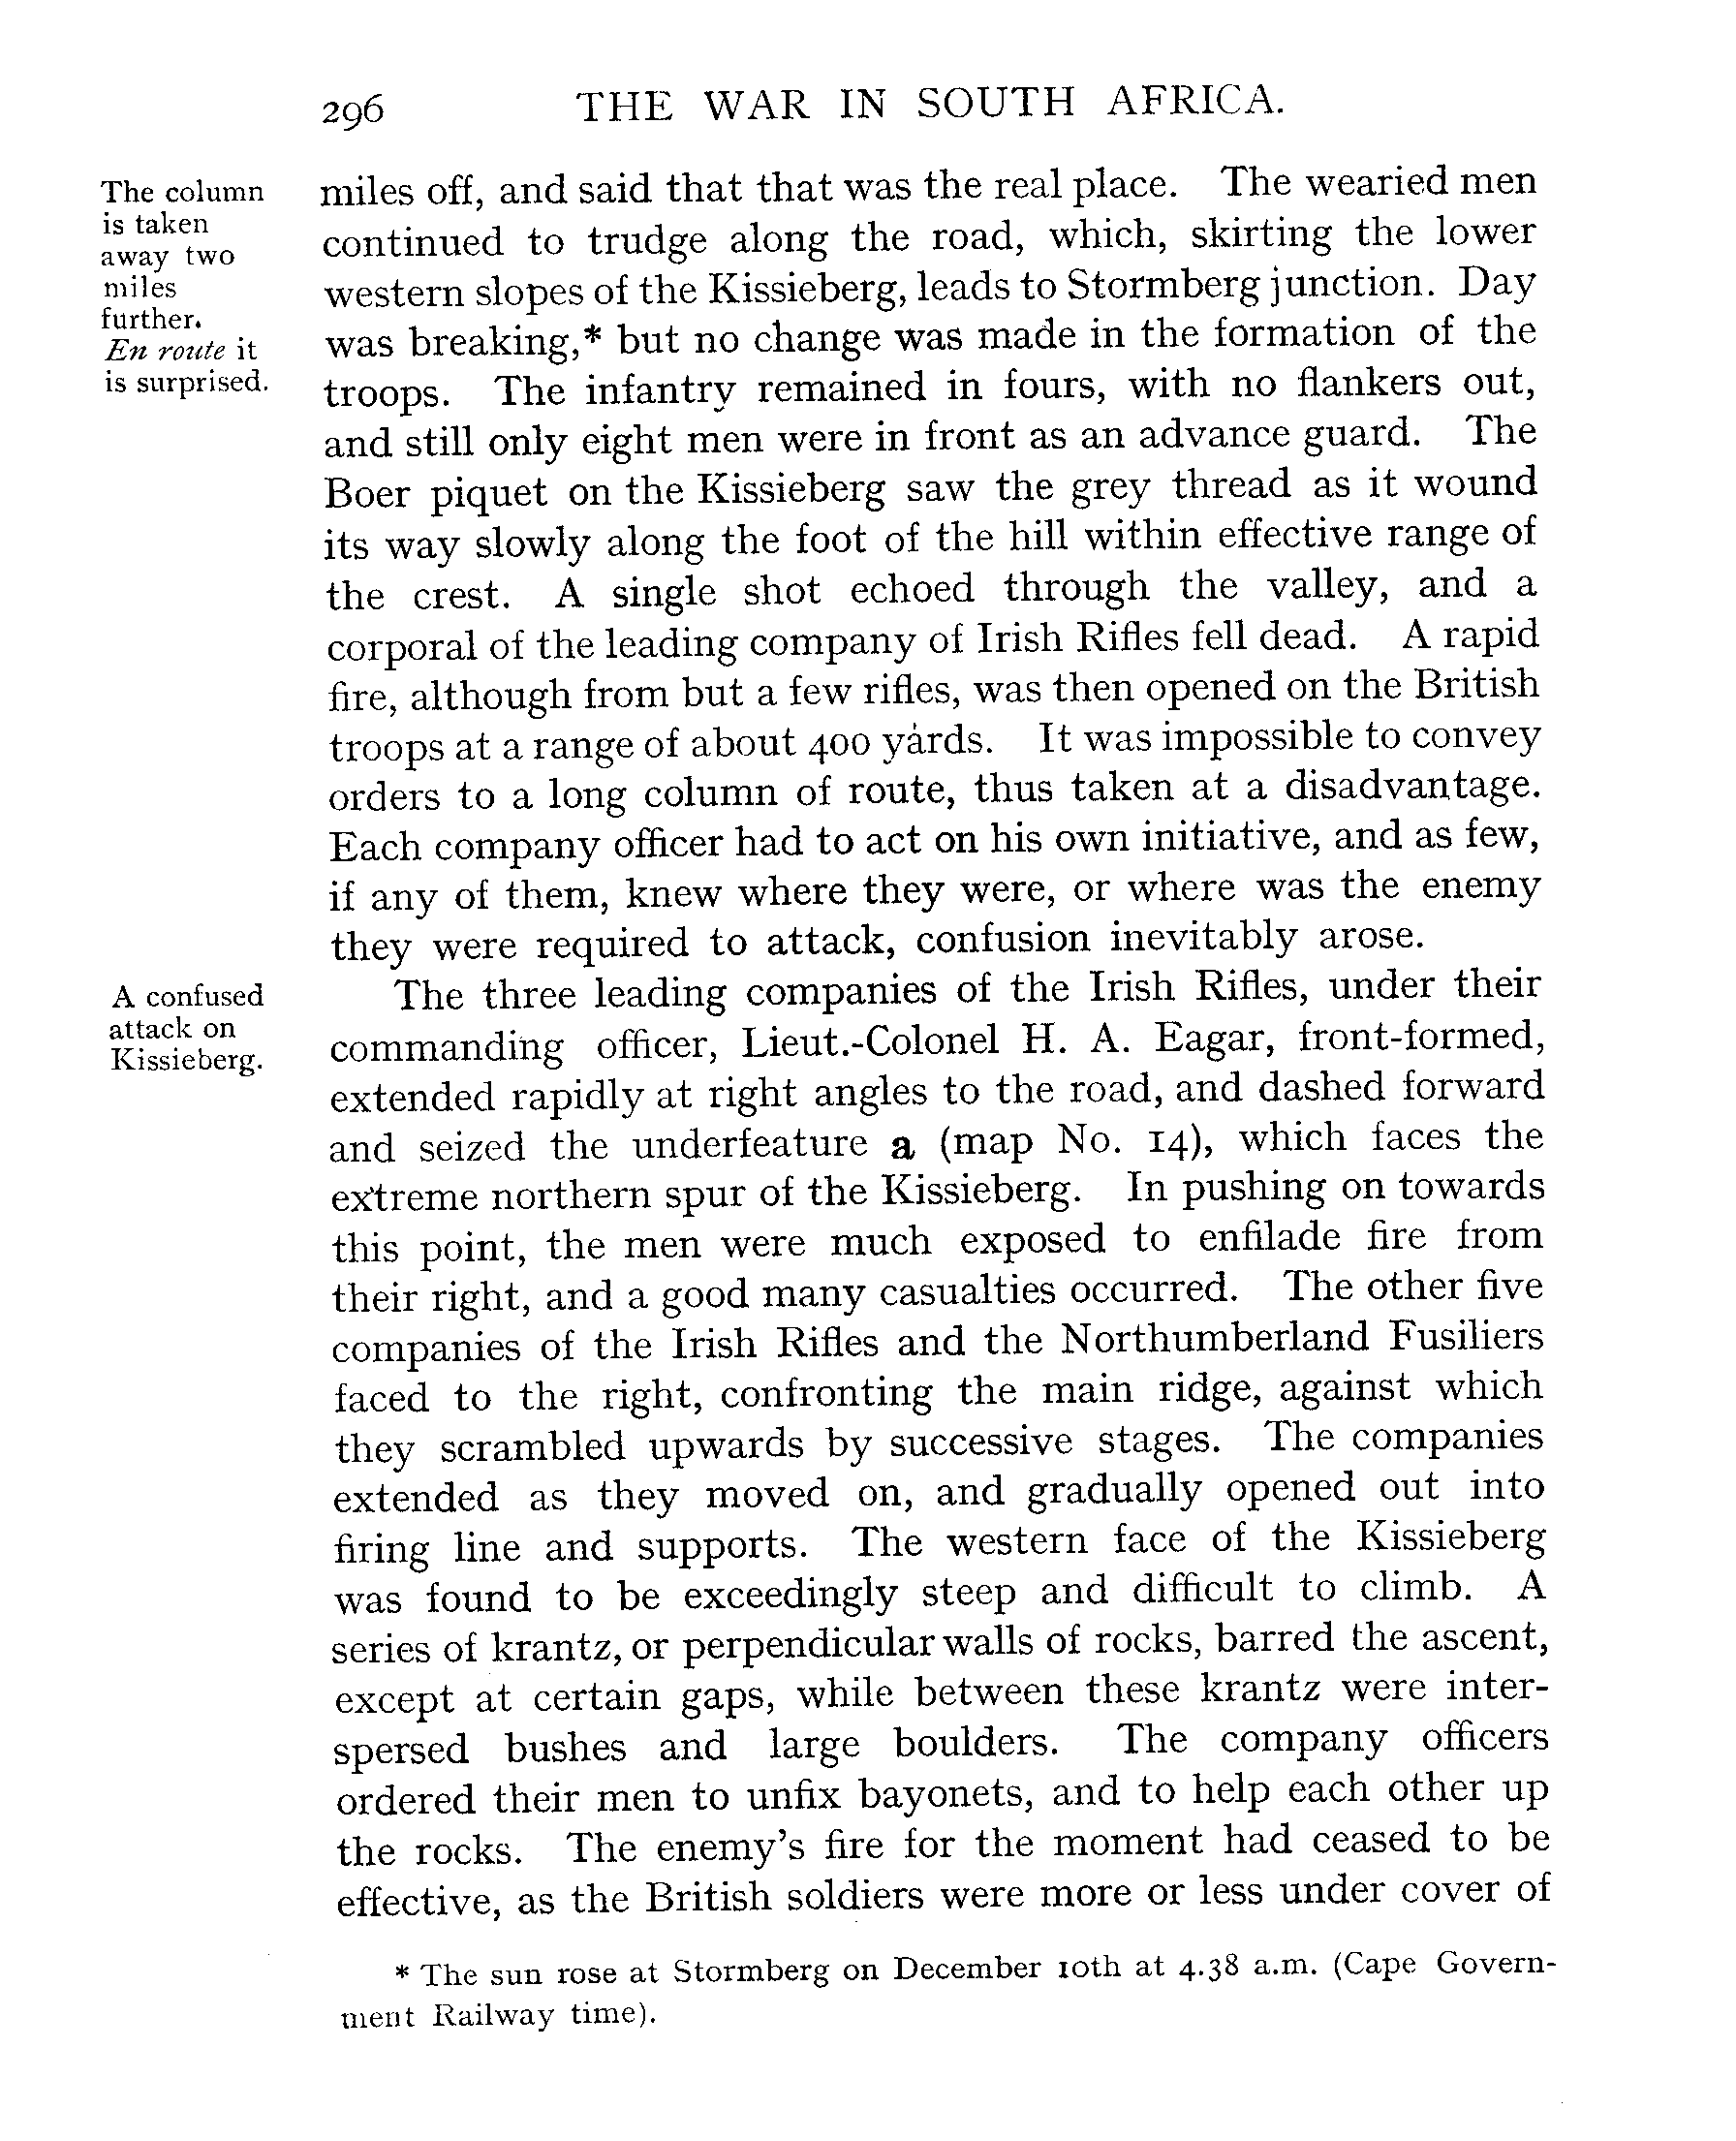 296 THE WAR IN SOUTH AFRICA.
The column
is taken
away two
miles
further.
En route it
is surprised.
miles off, and said that that was the real place. The wearied men
continued to trudge along the road, which, skirting the lower
western slopes of the Kissieberg, leads to Stormberg junction. Day
was breaking,* but no change was made in the formation of the
troops. The infantry remained in fours, with no flankers out,
and still only eight men were in front as an advance guard. The
Boer piquet on the Kissieberg saw the grey thread as it wound
its way slowly along the foot of the hill within effective range of
the crest. A single shot echoed through the valley, and a
corporal of the leading company of Irish Rifles fell dead. A rapid
fire, although from but a few rifles, was then opened on the British
troops at a range of about 400 yards. It was impossible to convey
orders to a long column of route, thus taken at a disadvantage.
Each company officer had to act on his own initiative, and as few,
if any of them, knew where they were, or where was the enemy
they were required to attack, confusion inevitably arose.
A confused
attack on
Kissieberg.
The three leading companies of the Irish Rifles, under their
commanding officer, Lieut.-Colonel H. A. Eagar, front-formed,
extended rapidly at right angles to the road, and dashed forward
and seized the underfeature a (map No. 14), which faces the
extreme northern spur of the Kissieberg. In pushing on towards
this point, the men were much exposed to enfilade fire from
their right, and a good many casualties occurred. The other five
companies of the Irish Rifles and the Northumberland Fusiliers
faced to the right, confronting the main ridge, against which
they scrambled upwards by successive stages. The companies
extended as they moved on, and gradually opened out into
firing line and supports. The western face of the Kissieberg
was found to be exceedingly steep and difficult to climb. A
series of krantz, or perpendicular walls of rocks, barred the ascent,
except at certain gaps, while between these krantz were inter-
spersed bushes and large boulders. The company officers
ordered their men to unfix bayonets, and to help each other up
the rocks. The enemy's fire for the moment had ceased to be
effective, as the British soldiers were more or less under cover of
* The sun rose at Stormberg on December 10th at 4.38 a.m. (Cape Govern-
ment Railway time).